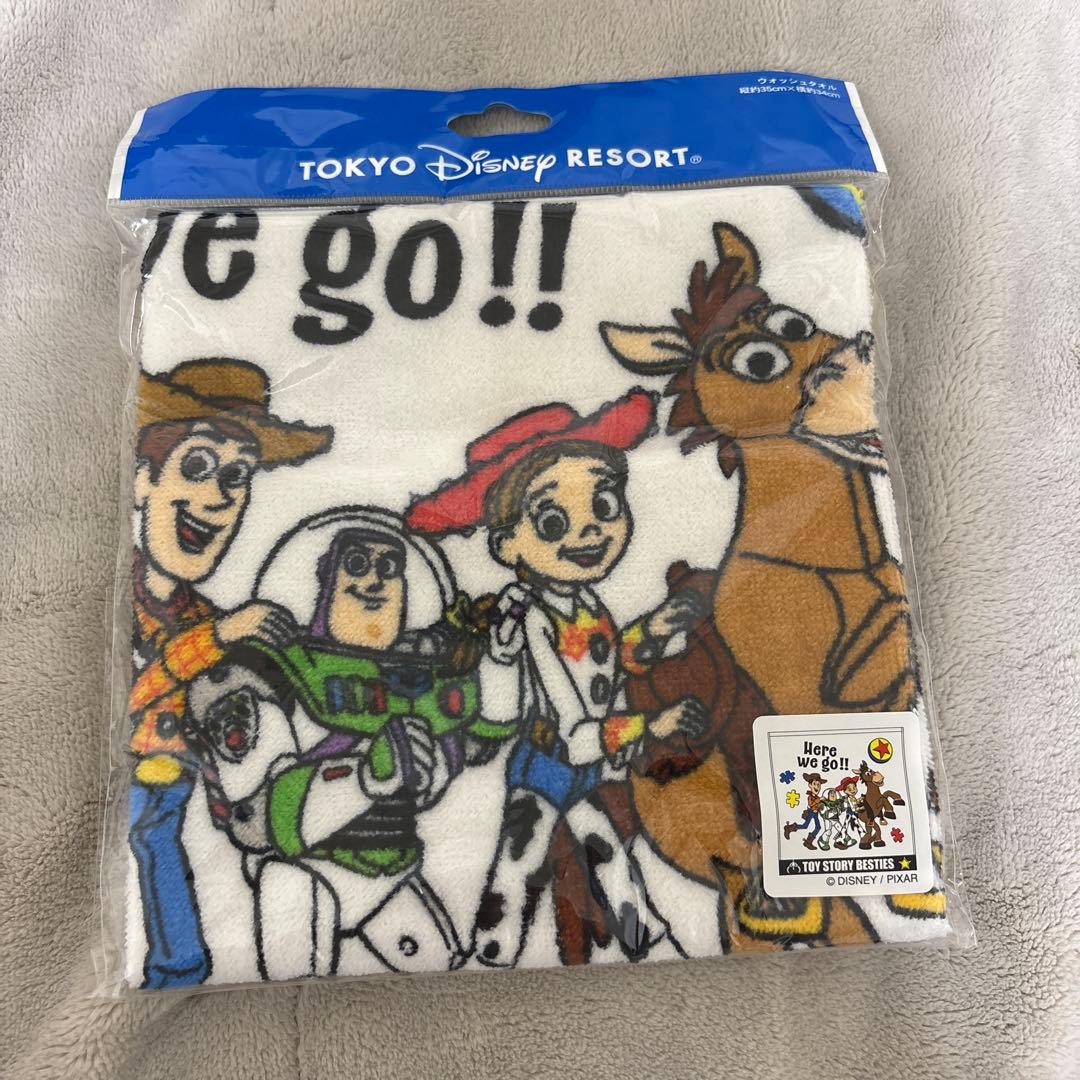 ウォッシュタオル
縦約35cm×横約34cm
TOKYO DISNEY RESORT®
we go!!
Here
we go!!
TOY STORY BESTIES
© DISNEY / PIXAR